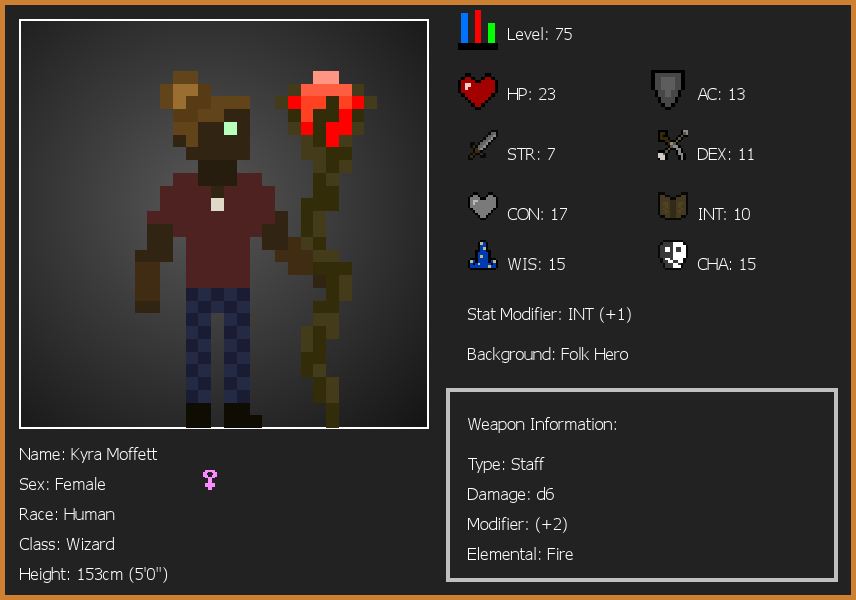 Level: 75
HP: 23
AC: 13
STR: 7
DEX: 11
CON: 17
INT: 10
WIS: 15
CHA: 15
Stat Modifier: INT (+1)
Background: Folk Hero
Weapon Information:
Type: Staff
Damage: d6
Modifier: (+2)
Elemental: Fire
Name: Kyra Moffett
Sex: Female
Race: Human
Class: Wizard
Height: 153cm (5'0")